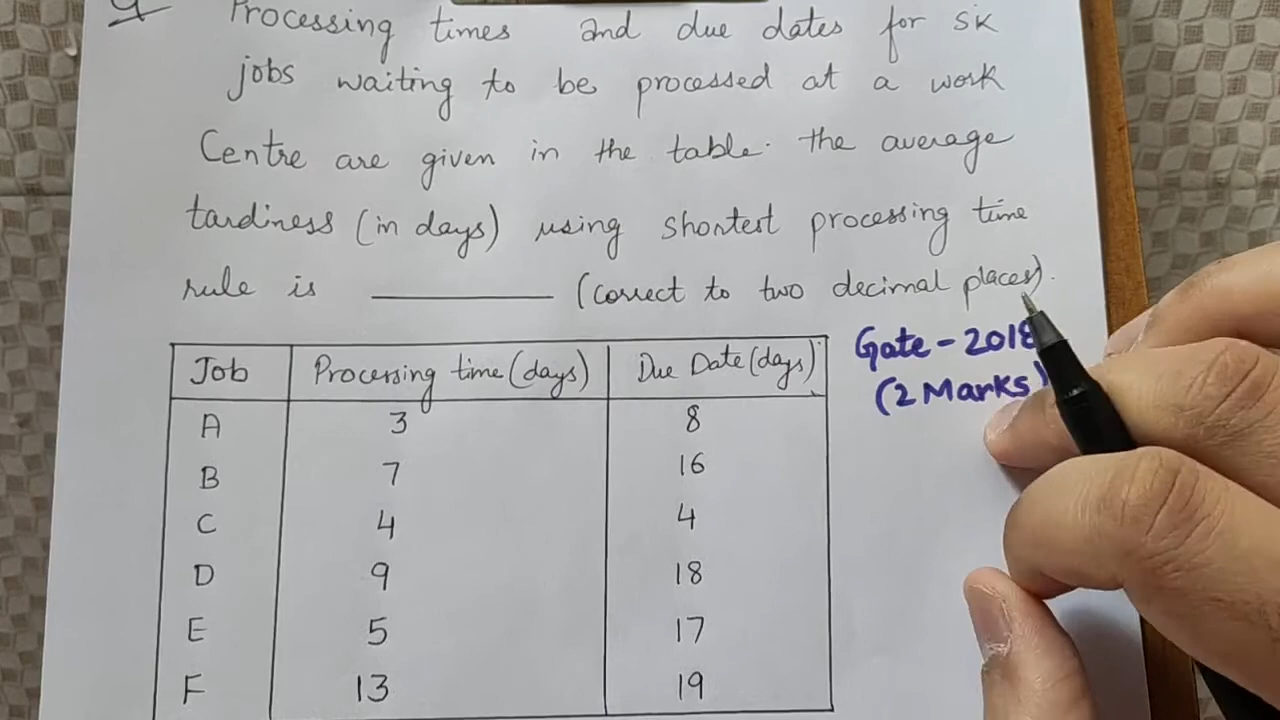 Q Processing times and due dates for six
jobs waiting to be processed at a work
Centre are given in the table. The average
tardiness (in days) using shortest processing time
rule is ________ (correct to two decimal places).
Gate-2018
(2 Marks)
Job Processing time (days) Due Date (days)
A 3 8
B 7 16
C 4 4
D 9 18
E 5 17
F 13 19